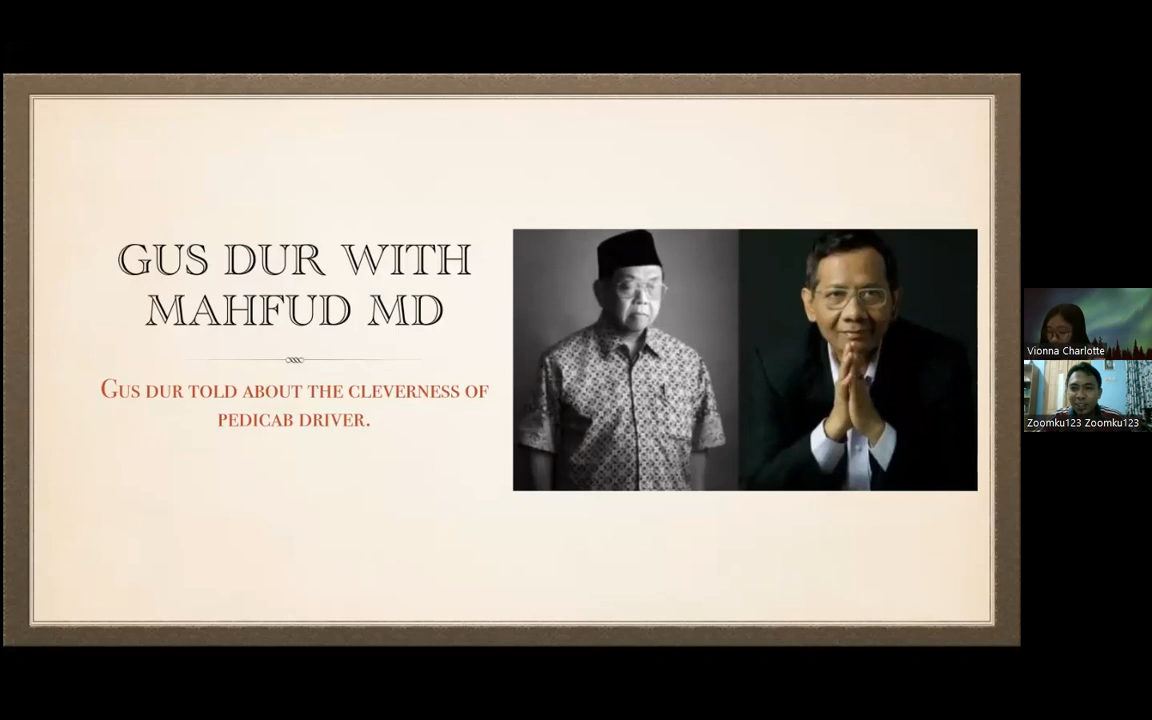 GUS DUR WITH
MAHFUD MD
GUS DUR TOLD ABOUT THE CLEVERNESS OF
PEDICAB DRIVER.
Vionna Charlotte
Zoomku123 Zoomku123